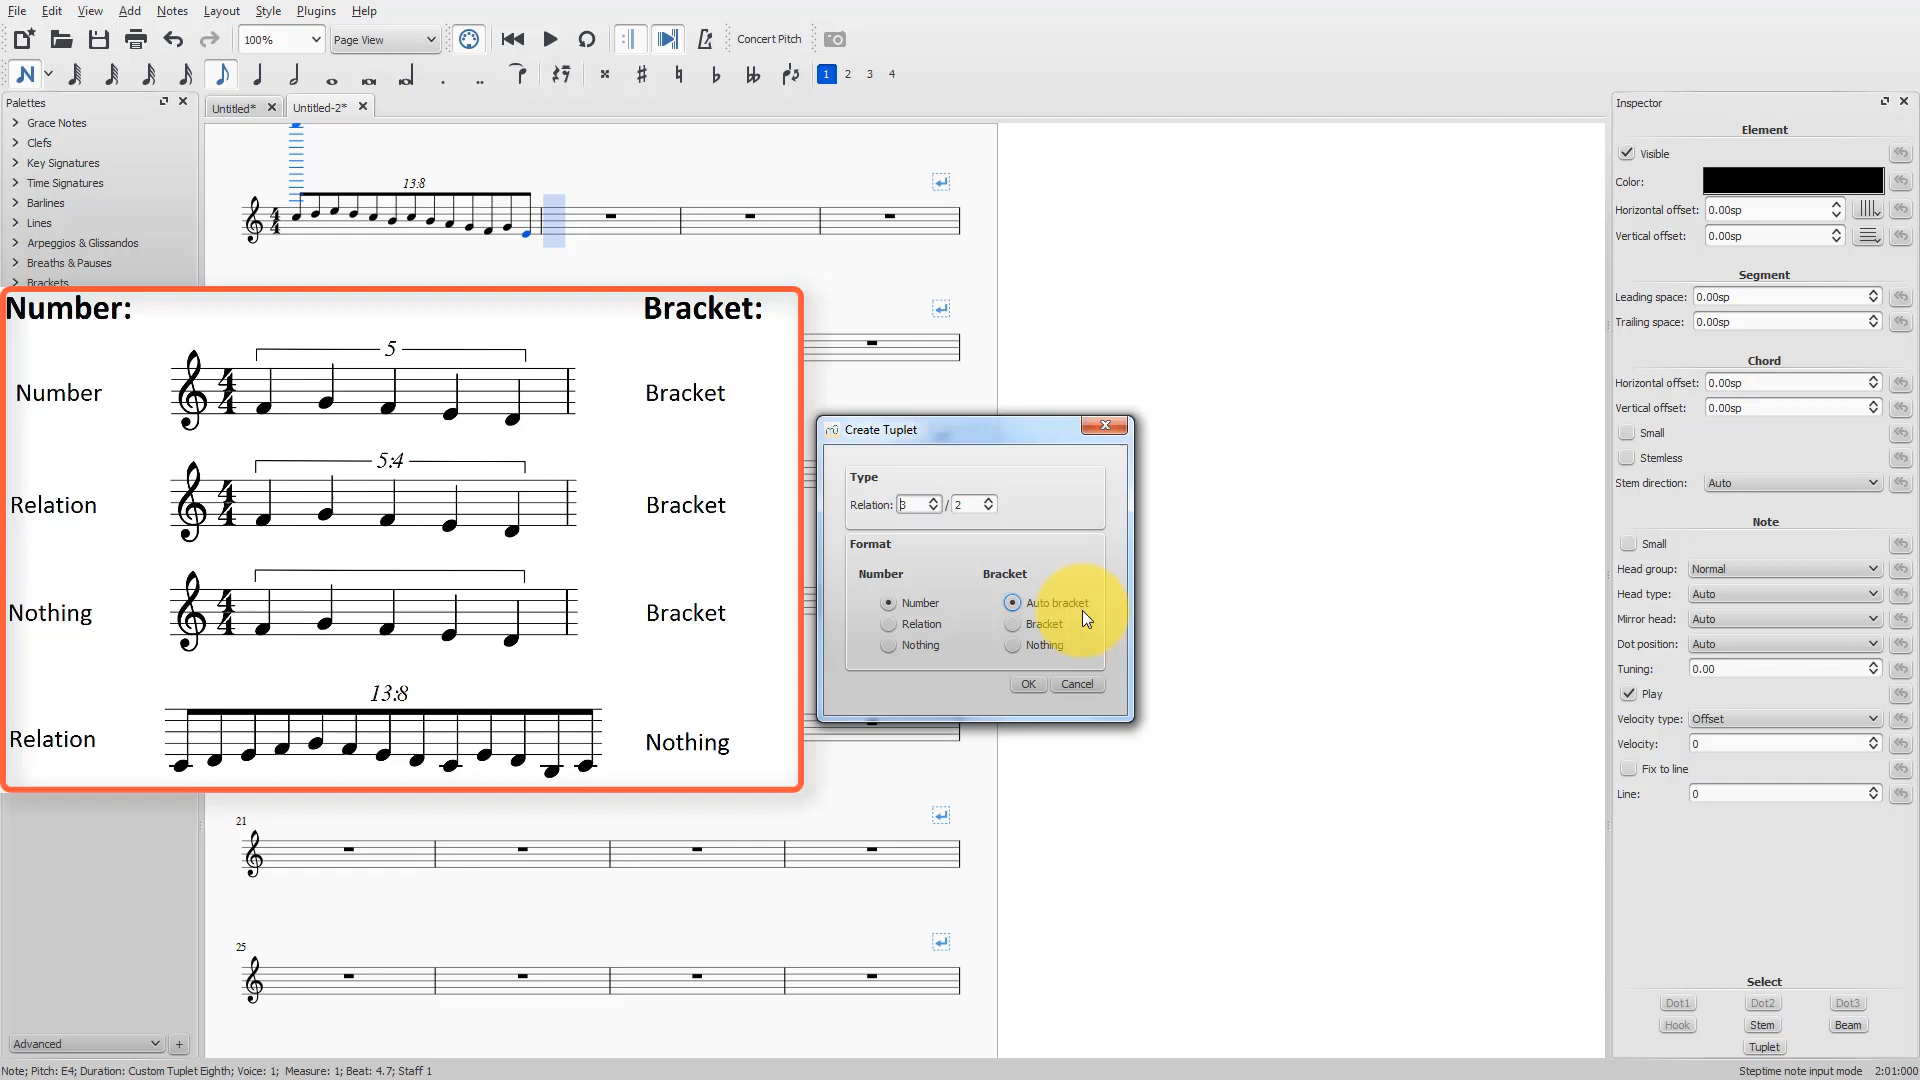 File Edit View Add Notes Layout Style Plugins Help
100% Page View Concert Pitch
1 2 3 4
Palettes
Untitled* Untitled-2*
Inspector
Grace Notes
Clefs
Key Signatures
Time Signatures
Barlines
Lines
Arpeggios & Glissandos
Breaths & Pauses
Brackets
13:8
Number: Bracket:
5
Number Bracket
5:4
Relation Bracket
Nothing Bracket
13:8
Relation Nothing
Create Tuplet
Type
Relation: 3 / 2
Format
Number Bracket
Number Auto bracket
Relation Bracket
Nothing Nothing
OK Cancel
21
25
Element
Visible
Color:
Horizontal offset: 0.00sp
Vertical offset: 0.00sp
Segment
Leading space: 0.00sp
Trailing space: 0.00sp
Chord
Horizontal offset: 0.00sp
Vertical offset: 0.00sp
Small
Stemless
Stem direction: Auto
Note
Small
Head group: Normal
Head type: Auto
Mirror head: Auto
Dot position: Auto
Tuning: 0.00
Play
Velocity type: Offset
Velocity: 0
Fix to line
Line: 0
Select
Dot1 Dot2 Dot3
Hook Stem Beam
Tuplet
Advanced +
Note; Pitch: E4; Duration: Custom Tuplet Eighth; Voice: 1; Measure: 1; Beat: 4.7; Staff 1
Steptime note input mode 2:01:000